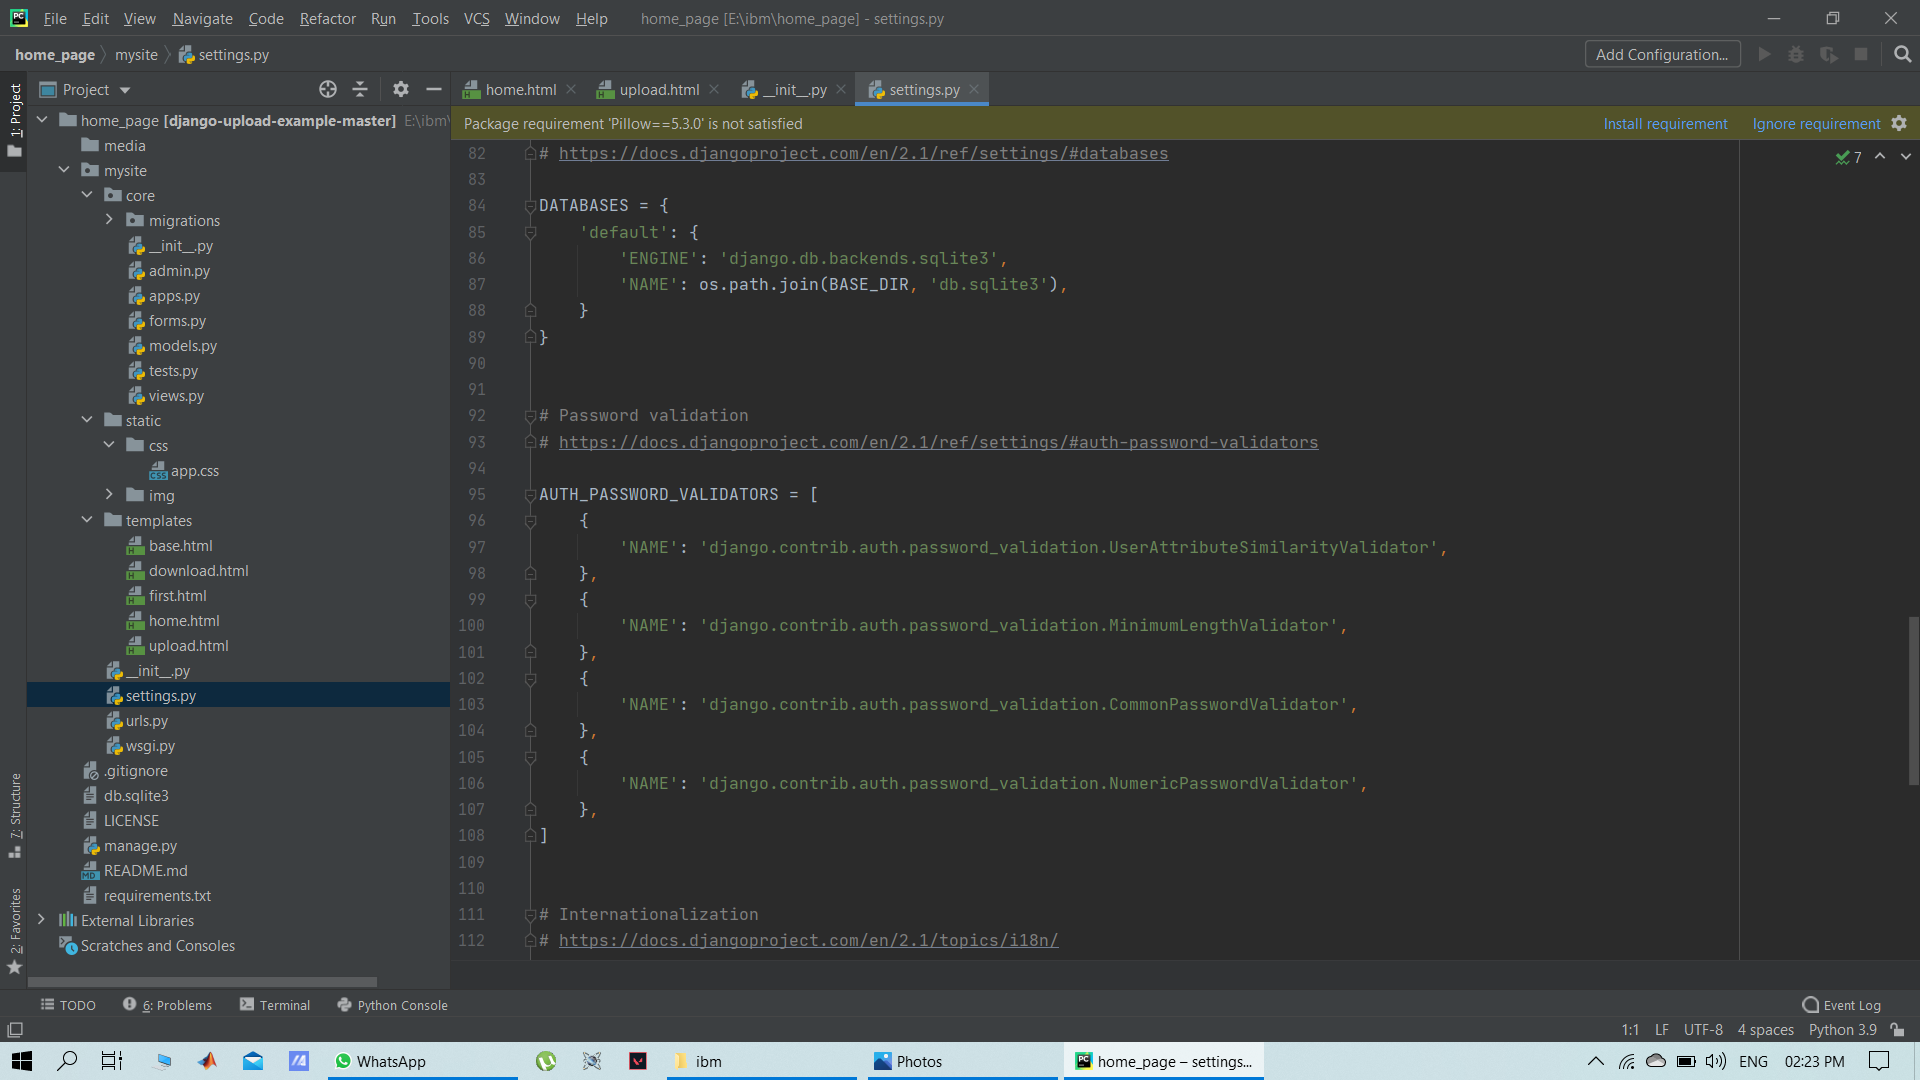 File Edit View Navigate Code Refactor Run Tools VCS Window Help home_page [E:\ibm\home_page] - settings.py
home_page mysite settings.py Add Configuration...
Project home.html upload.html __init__.py settings.py
1: Project
home_page [django-upload-example-master] E:\ibm\
Package requirement 'Pillow==5.3.0' is not satisfied Install requirement Ignore requirement
media
mysite
core
migrations
__init__.py
admin.py
apps.py
forms.py
models.py
tests.py
views.py
static
css
app.css
img
templates
base.html
download.html
first.html
home.html
upload.html
__init__.py
settings.py
urls.py
wsgi.py
.gitignore
db.sqlite3
LICENSE
manage.py
README.md
requirements.txt
External Libraries
Scratches and Consoles
7: Structure
2: Favorites
7
82 # https://docs.djangoproject.com/en/2.1/ref/settings/#databases
83
84 DATABASES = {
85 'default': {
86 'ENGINE': 'django.db.backends.sqlite3',
87 'NAME': os.path.join(BASE_DIR, 'db.sqlite3'),
88 }
89 }
90
91
92 # Password validation
93 # https://docs.djangoproject.com/en/2.1/ref/settings/#auth-password-validators
94
95 AUTH_PASSWORD_VALIDATORS = [
96 {
97 'NAME': 'django.contrib.auth.password_validation.UserAttributeSimilarityValidator',
98 },
99 {
100 'NAME': 'django.contrib.auth.password_validation.MinimumLengthValidator',
101 },
102 {
103 'NAME': 'django.contrib.auth.password_validation.CommonPasswordValidator',
104 },
105 {
106 'NAME': 'django.contrib.auth.password_validation.NumericPasswordValidator',
107 },
108 ]
109
110
111 # Internationalization
112 # https://docs.djangoproject.com/en/2.1/topics/i18n/
TODO 6: Problems Terminal Python Console Event Log
1:1 LF UTF-8 4 spaces Python 3.9
WhatsApp ibm Photos home_page – settings... ENG 02:23 PM